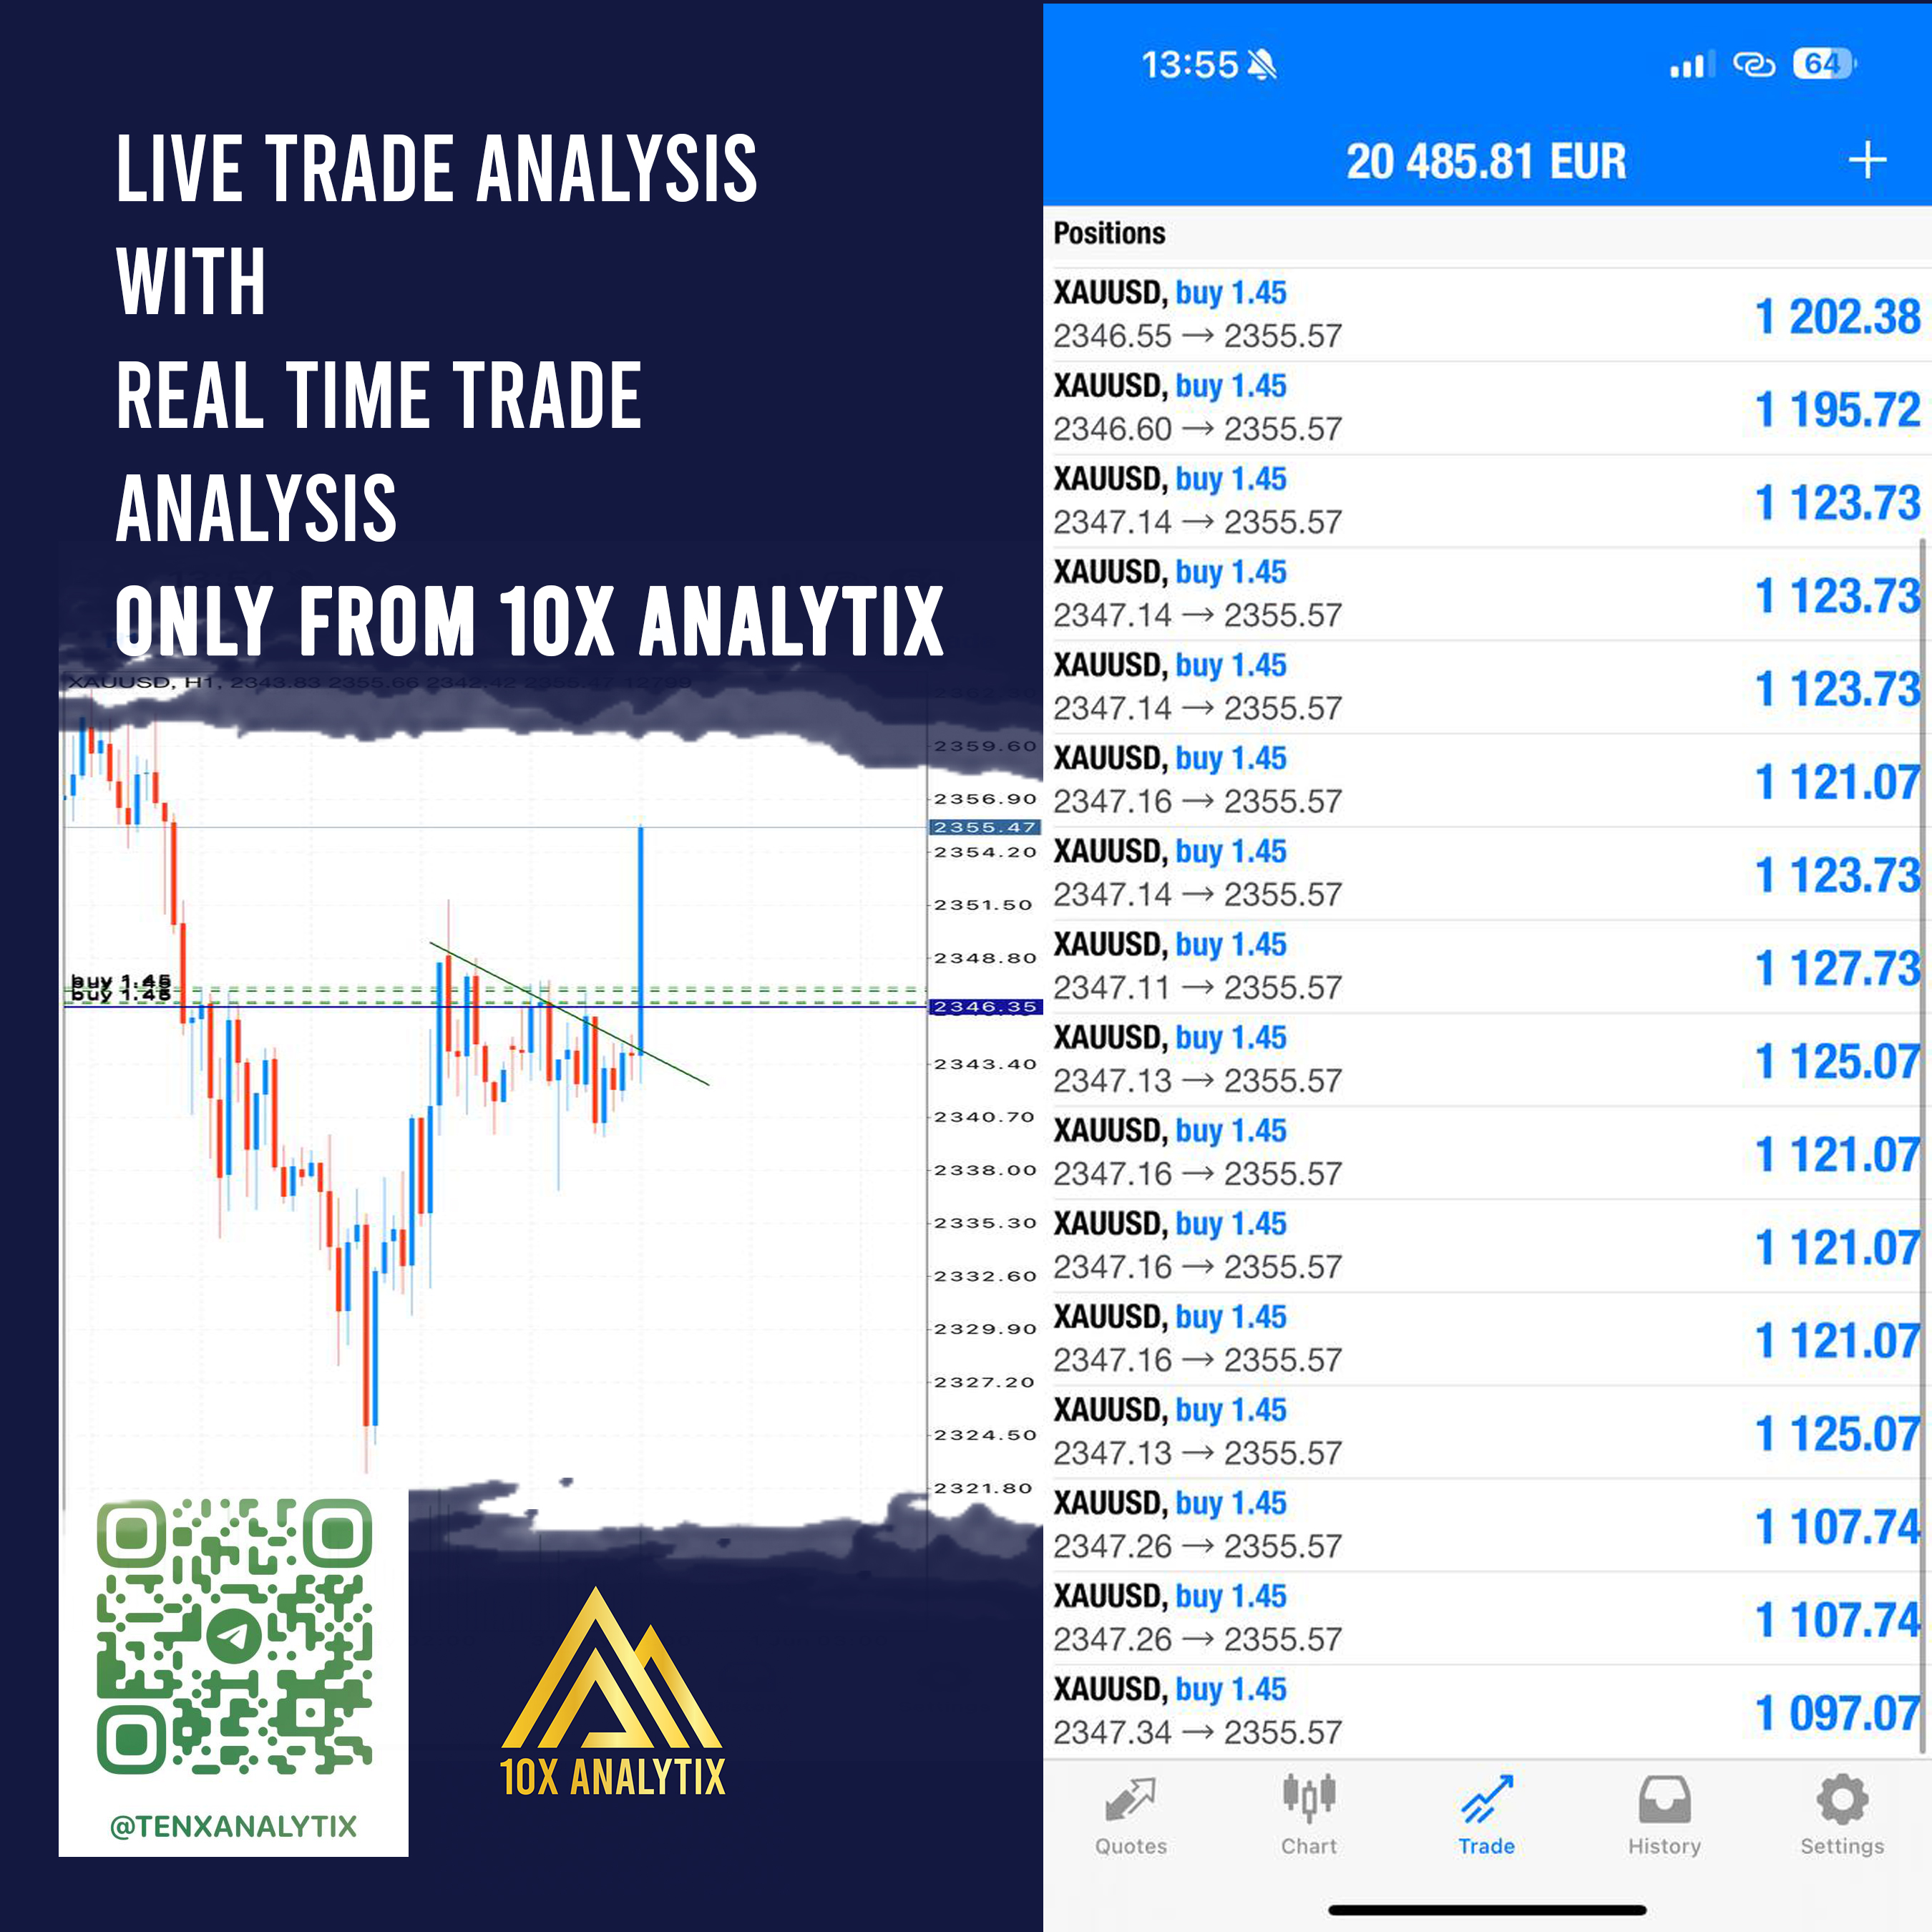 LIVE TRADE ANALYSIS
WITH
REAL TIME TRADE
ANALYSIS
ONLY FROM 10X ANALYTIX
XAUUSD, H1, 2343.83 2355.66 2342.42
2359.60
2356.90
2355.47
2354.20
2351.50
2348.80
buy 1.45
buy 1.45
2346.35
2343.40
2340.70
2338.00
2335.30
2332.60
2329.90
2327.20
2324.50
2321.80
@TENXANALYTIX
10X ANALYTIX
13:55
64
20 485.81 EUR
+
Positions
XAUUSD, buy 1.45
2346.55 → 2355.57
1 202.38
XAUUSD, buy 1.45
2346.60 → 2355.57
1 195.72
XAUUSD, buy 1.45
2347.14 → 2355.57
1 123.73
XAUUSD, buy 1.45
2347.14 → 2355.57
1 123.73
XAUUSD, buy 1.45
2347.14 → 2355.57
1 123.73
XAUUSD, buy 1.45
2347.16 → 2355.57
1 121.07
XAUUSD, buy 1.45
2347.14 → 2355.57
1 123.73
XAUUSD, buy 1.45
2347.11 → 2355.57
1 127.73
XAUUSD, buy 1.45
2347.13 → 2355.57
1 125.07
XAUUSD, buy 1.45
2347.16 → 2355.57
1 121.07
XAUUSD, buy 1.45
2347.16 → 2355.57
1 121.07
XAUUSD, buy 1.45
2347.16 → 2355.57
1 121.07
XAUUSD, buy 1.45
2347.13 → 2355.57
1 125.07
XAUUSD, buy 1.45
2347.26 → 2355.57
1 107.74
XAUUSD, buy 1.45
2347.26 → 2355.57
1 107.74
XAUUSD, buy 1.45
2347.34 → 2355.57
1 097.07
Quotes
Chart
Trade
History
Settings